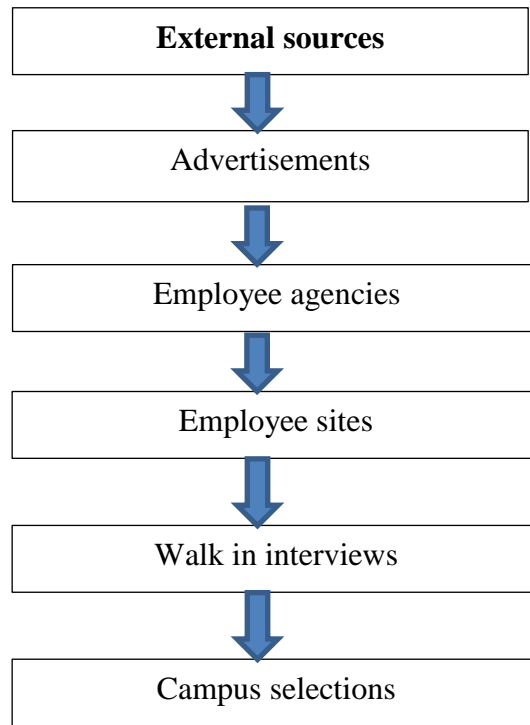 External sources
Advertisements
Employee agencies
Employee sites
Walk in interviews
Campus selections